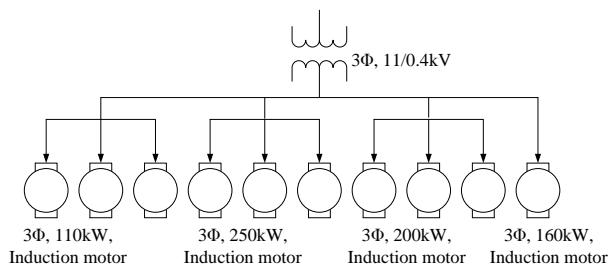 3Φ, 11/0.4kV
3Φ, 110kW,
Induction motor
3Φ, 250kW,
Induction motor
3Φ, 200kW,
Induction motor
3Φ, 160kW,
Induction motor